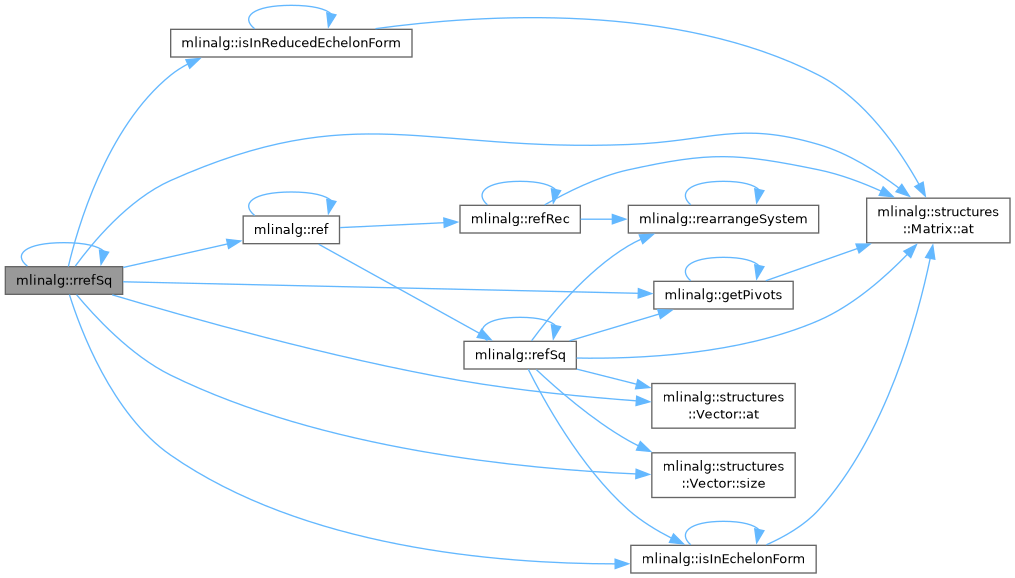 mlinalg::isInReducedEchelonForm
mlinalg::structures
::Matrix::at
mlinalg::refRec
mlinalg::rearrangeSystem
mlinalg::ref
mlinalg::rrefSq
mlinalg::getPivots
mlinalg::refSq
mlinalg::structures
::Vector::at
mlinalg::structures
::Vector::size
mlinalg::isInEchelonForm